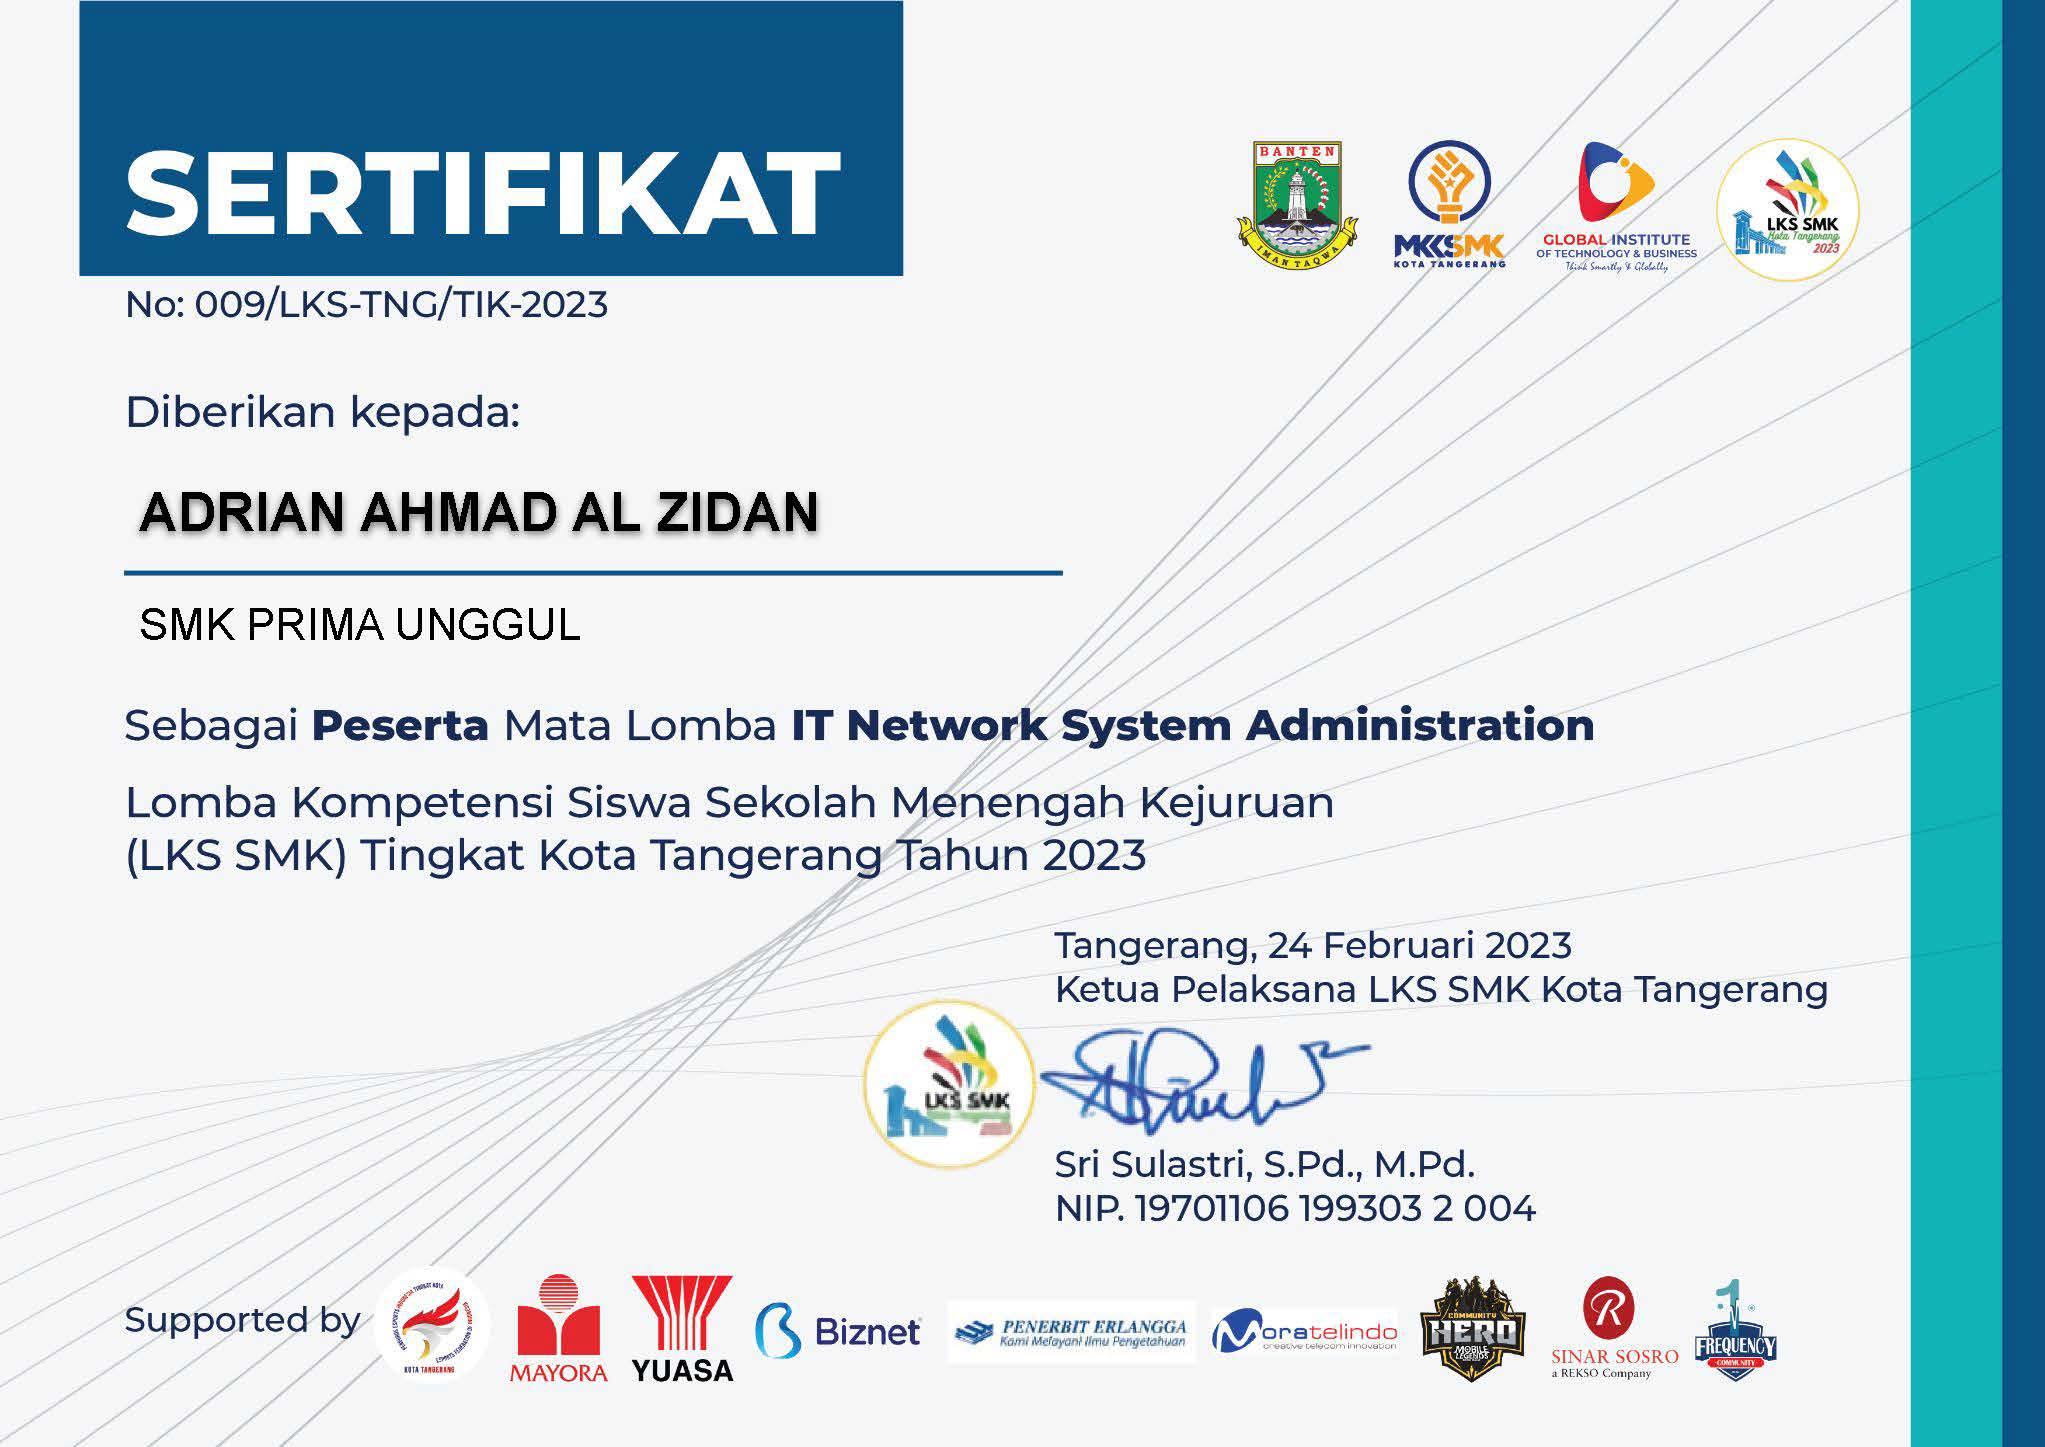 SERTIFIKAT
BANTEN
IMAN TAQWA
MKKSSMK
KOTA TANGERANG
GLOBAL INSTITUTE
OF TECHNOLOGY & BUSINESS
Think Smartly & Globally
LKS SMK
Kota Tangerang
2023
No: 009/LKS-TNG/TIK-2023
Diberikan kepada:
ADRIAN AHMAD AL ZIDAN
SMK PRIMA UNGGUL
Sebagai Peserta Mata Lomba IT Network System Administration
Lomba Kompetensi Siswa Sekolah Menengah Kejuruan
(LKS SMK) Tingkat Kota Tangerang Tahun 2023
Tangerang, 24 Februari 2023
Ketua Pelaksana LKS SMK Kota Tangerang
LKS SMK
Sri Sulastri, S.Pd., M.Pd.
NIP. 19701106 199303 2 004
Supported by
KOTA TANGERANG
MAYORA
YUASA
Biznet
PENERBIT ERLANGGA
Kami Melayani Ilmu Pengetahuan
Moratelindo
creative telecom innovation
COMMUNITY
HERO
MOBILE
LEGENDS
R
SINAR SOSRO
a REKSO Company
1
FREQUENCY
COMMUNITY